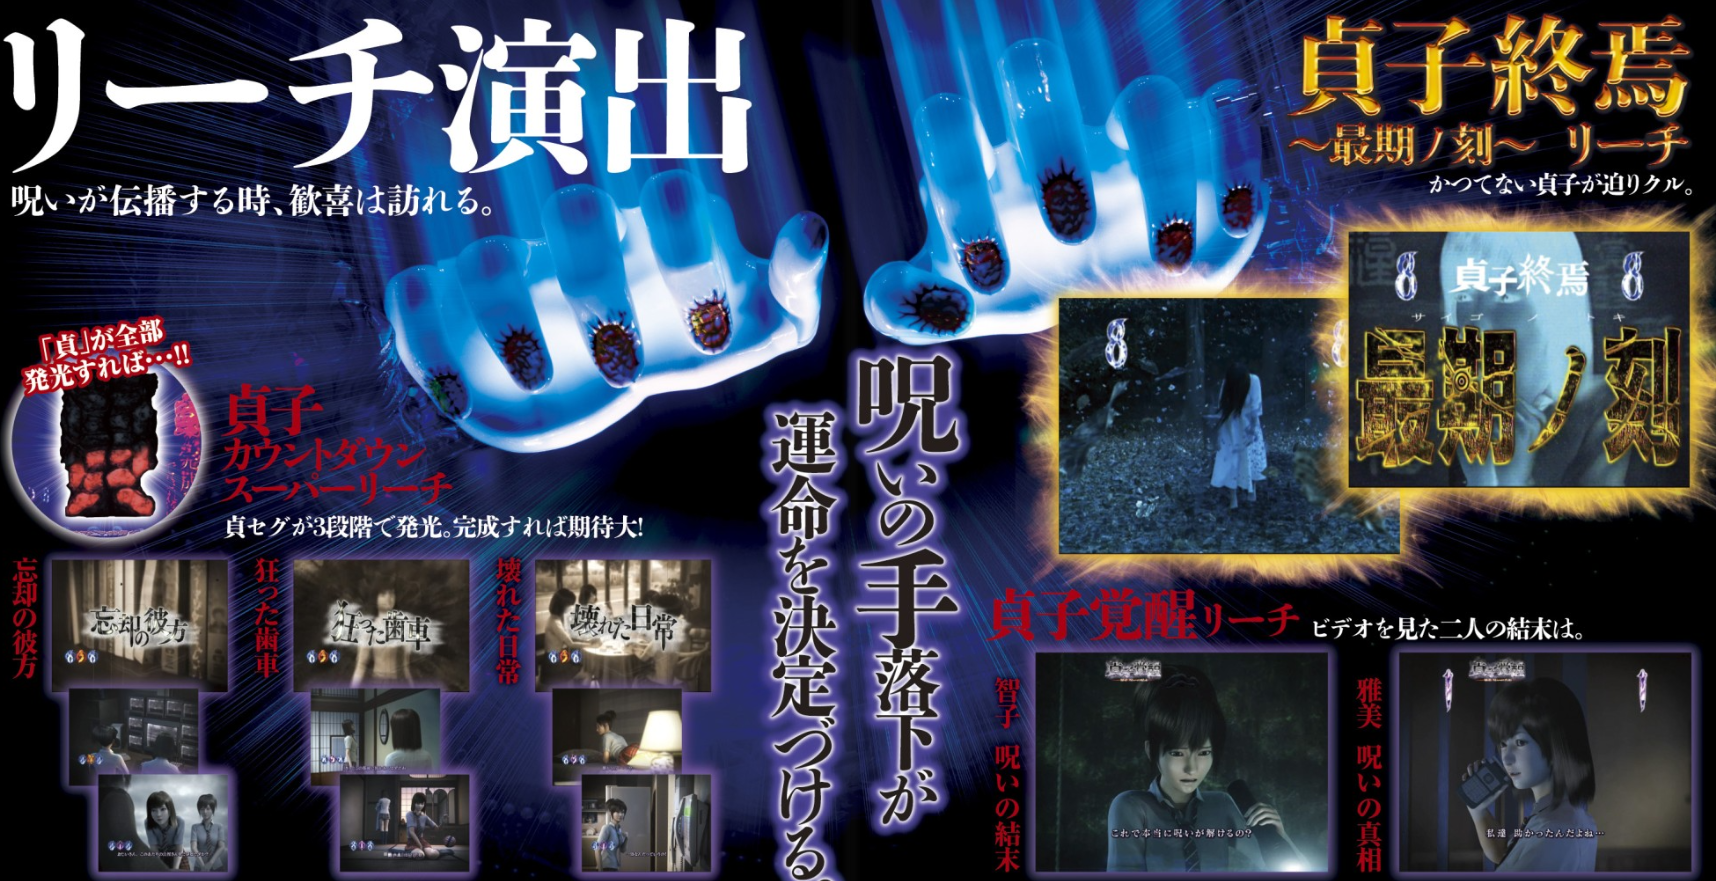 リーチ演出
呪いが伝播する時、歓喜は訪れる。
「貞」が全部
発光すれば…!!
貞子
カウントダウン
スーパーリーチ
貞セグが3段階で発光。完成すれば期待大!
忘却の彼方
忘却の彼方
狂った歯車
狂った歯車
壊れた日常
壊れた日常
呪いの手落下が
運命を決定づける。
貞子終焉
～最期ノ刻～ リーチ
かつてない貞子が迫りクル。
8
8 貞子終焉 8
サイゴノトキ
最期ノ刻
貞子覚醒リーチ
ビデオを見た二人の結末は。
智子 呪いの結末
これで本当に呪いが解けるの?
雅美 呪いの真相
私達 助かったんだよね…